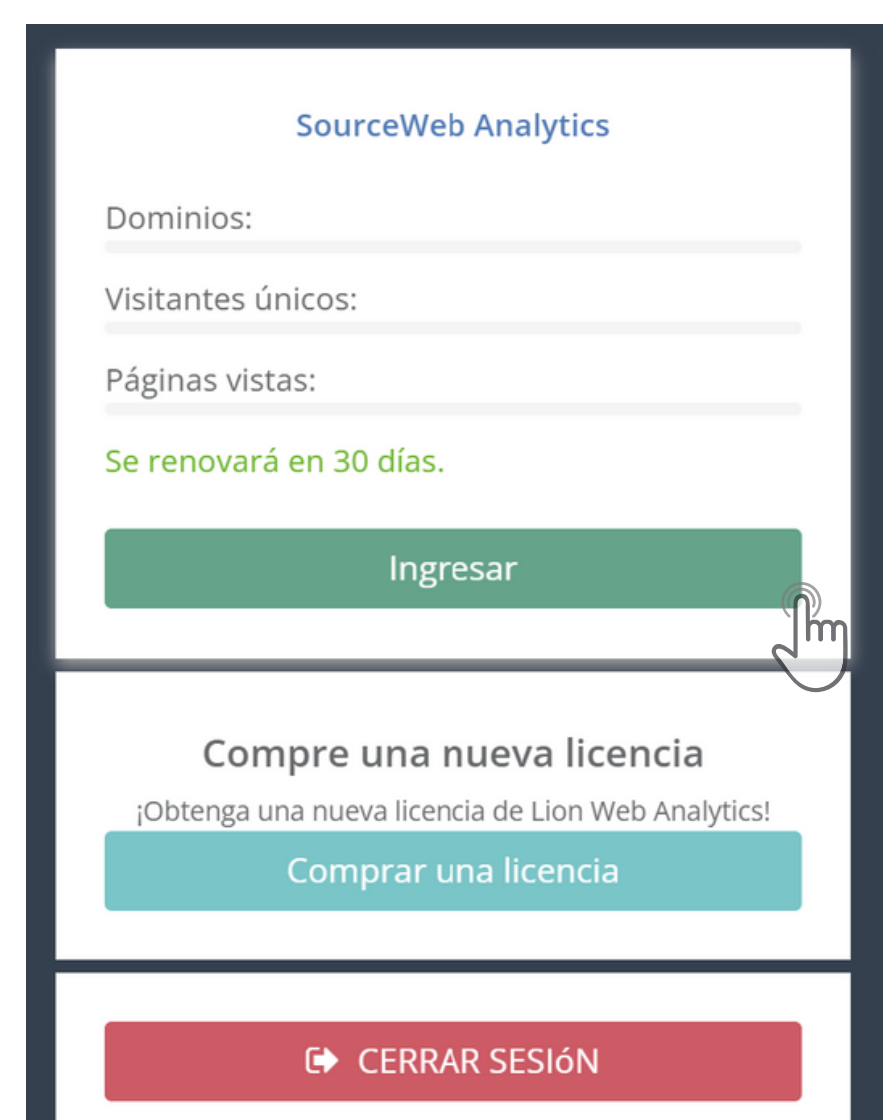 SourceWeb Analytics
Dominios:
Visitantes únicos:
Páginas vistas:
Se renovará en 30 días.
Ingresar
Compre una nueva licencia
¡Obtenga una nueva licencia de Lion Web Analytics!
Comprar una licencia
CERRAR SESIóN